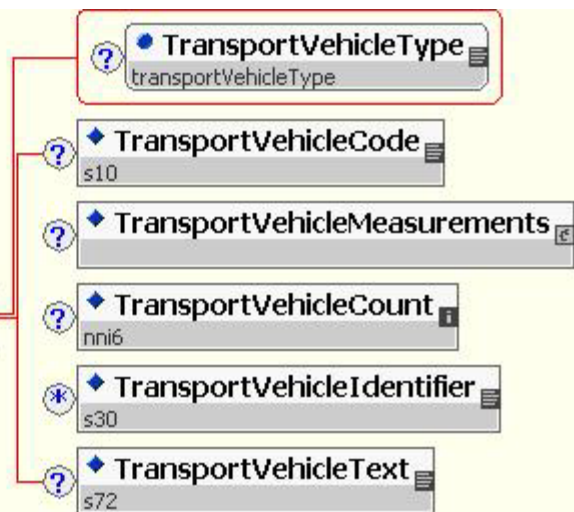 ? TransportVehicleType
transportVehicleType
? TransportVehicleCode
s10
? TransportVehicleMeasurements
? TransportVehicleCount
nni6
* TransportVehicleIdentifier
s30
? TransportVehicleText
s72